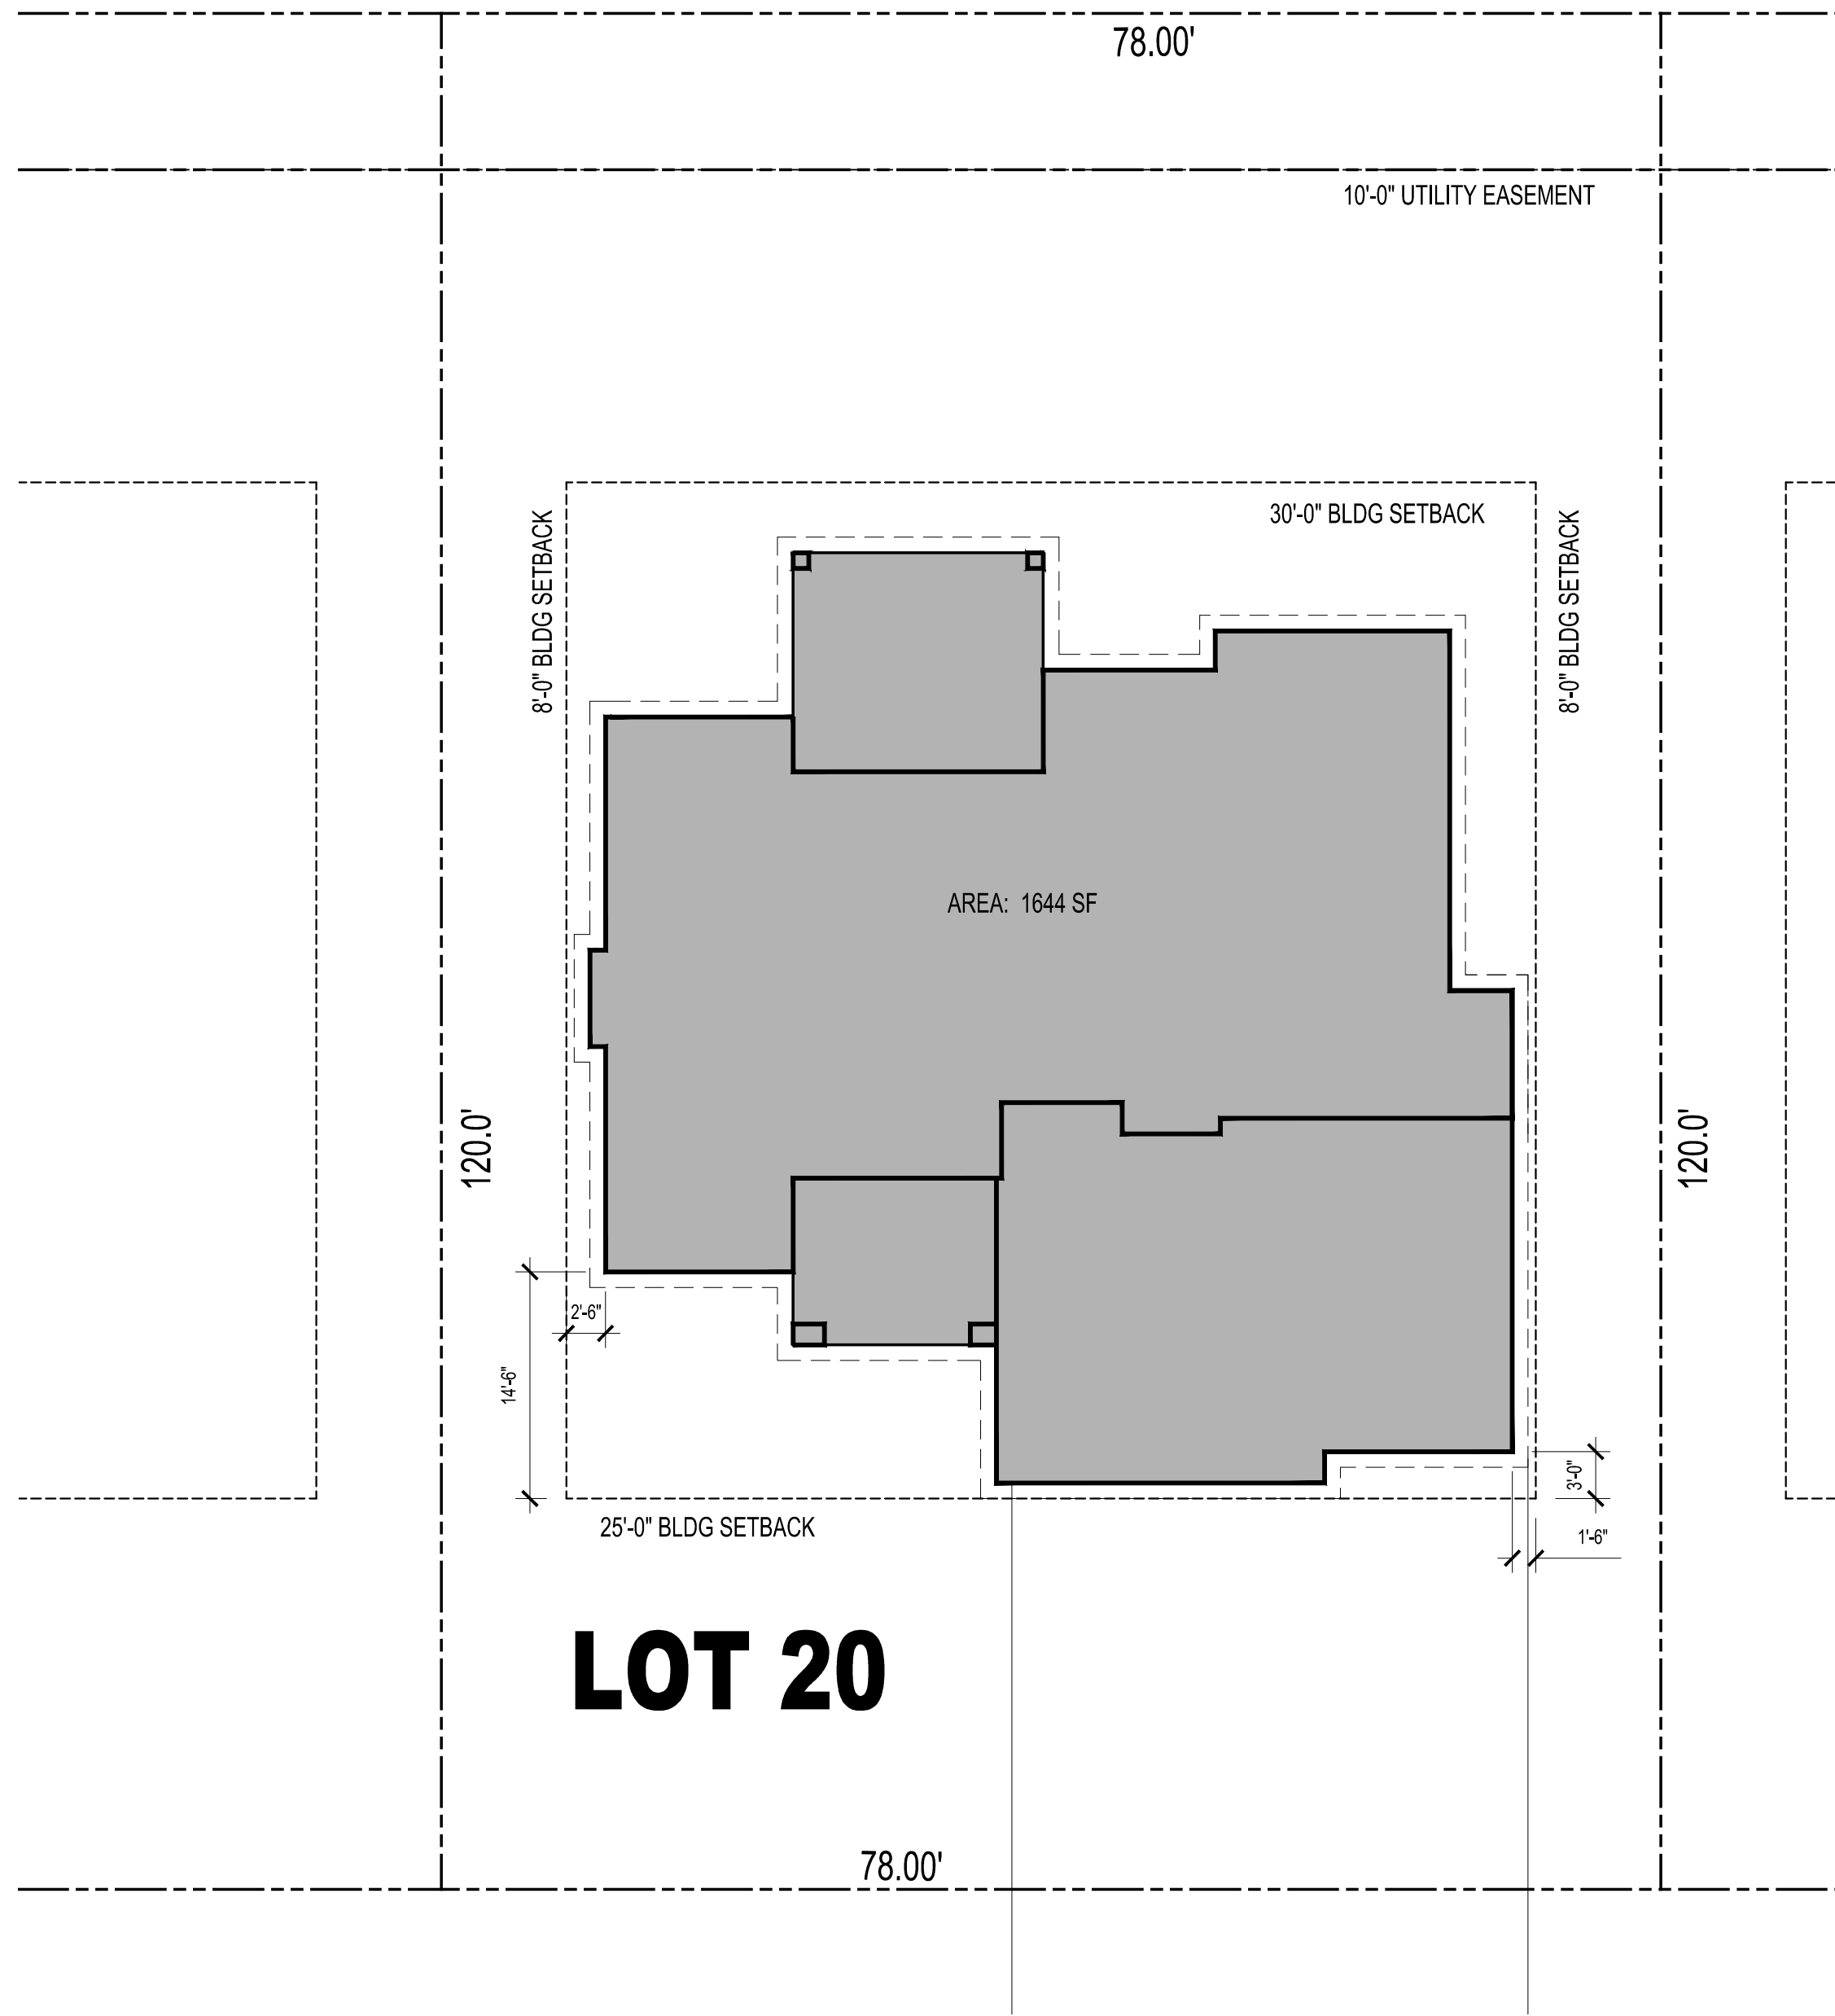 78.00'
10'-0" UTILITY EASEMENT
30'-0" BLDG SETBACK
8'-0" BLDG SETBACK
8'-0" BLDG SETBACK
AREA: 1644 SF
120.0'
120.0'
2'-6"
14'-6"
3'-0"
25'-0" BLDG SETBACK
1'-6"
LOT 20
78.00'